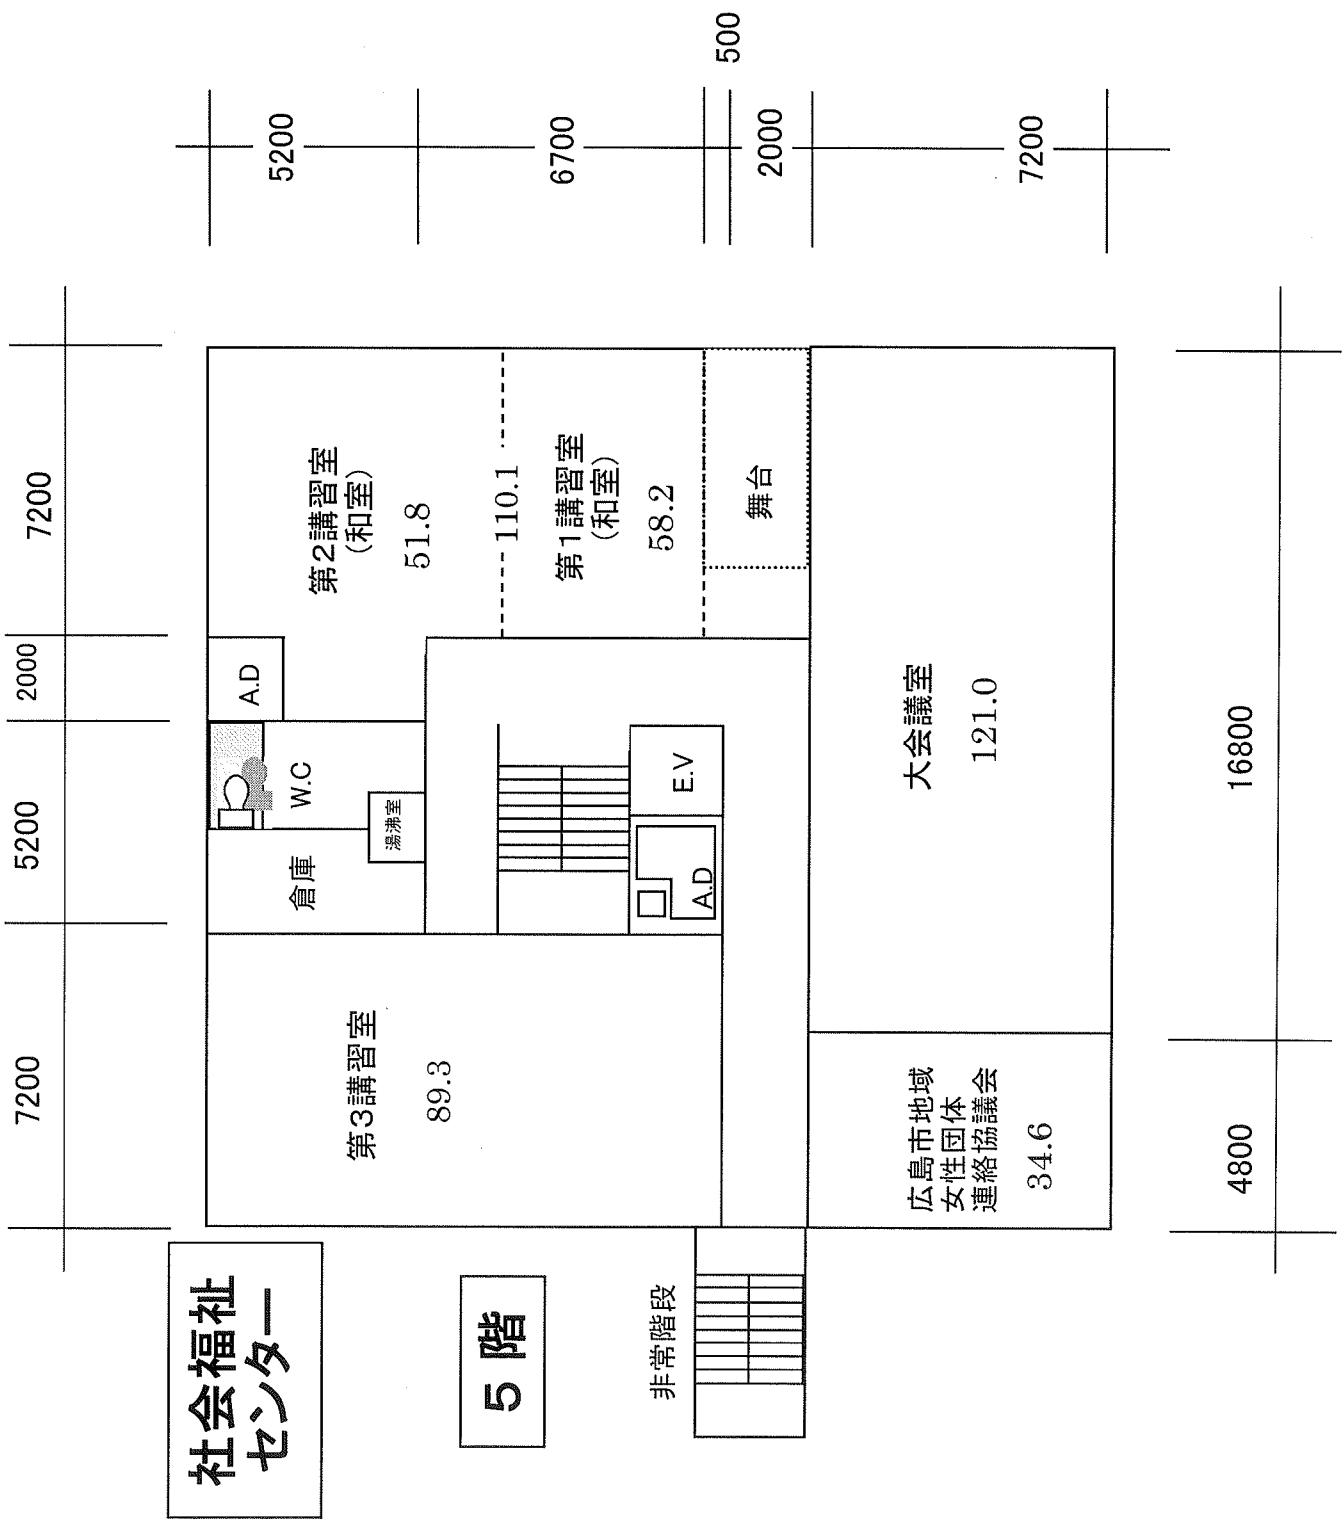 社会福祉
センター
5 階
非常階段
7200
5200
2000
7200
第3講習室
89.3
倉庫
湯沸室
W.C
A.D
第2講習室
(和室)
51.8
110.1
第1講習室
(和室)
58.2
舞台
A.D
E.V
広島市地域
女性団体
連絡協議会
34.6
大会議室
121.0
4800
16800
5200
6700
500
2000
7200